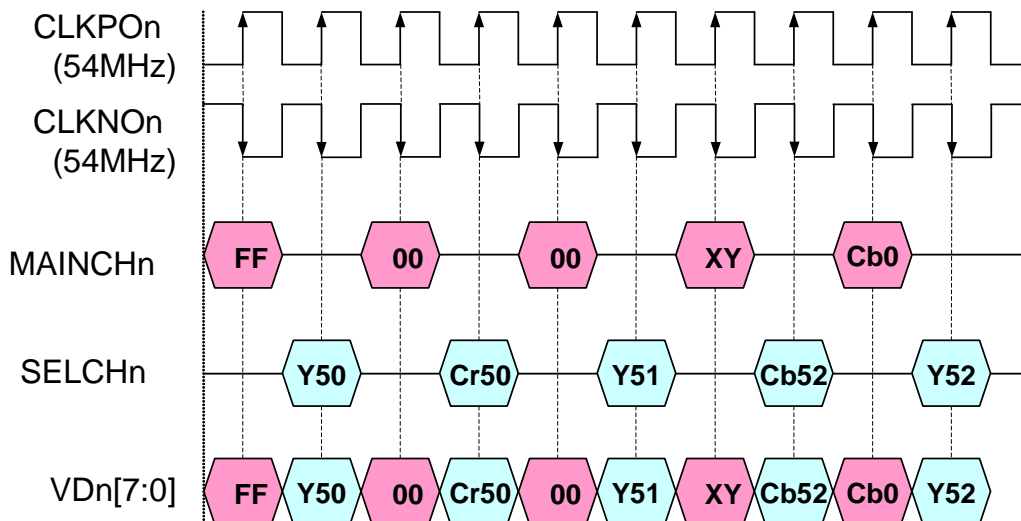 CLKPOn
(54MHz)
CLKNOn
(54MHz)
MAINCHn FF 00 00 XY Cb0
SELCHn Y50 Cr50 Y51 Cb52 Y52
VDn[7:0] FF Y50 00 Cr50 00 Y51 XY Cb52 Cb0 Y52